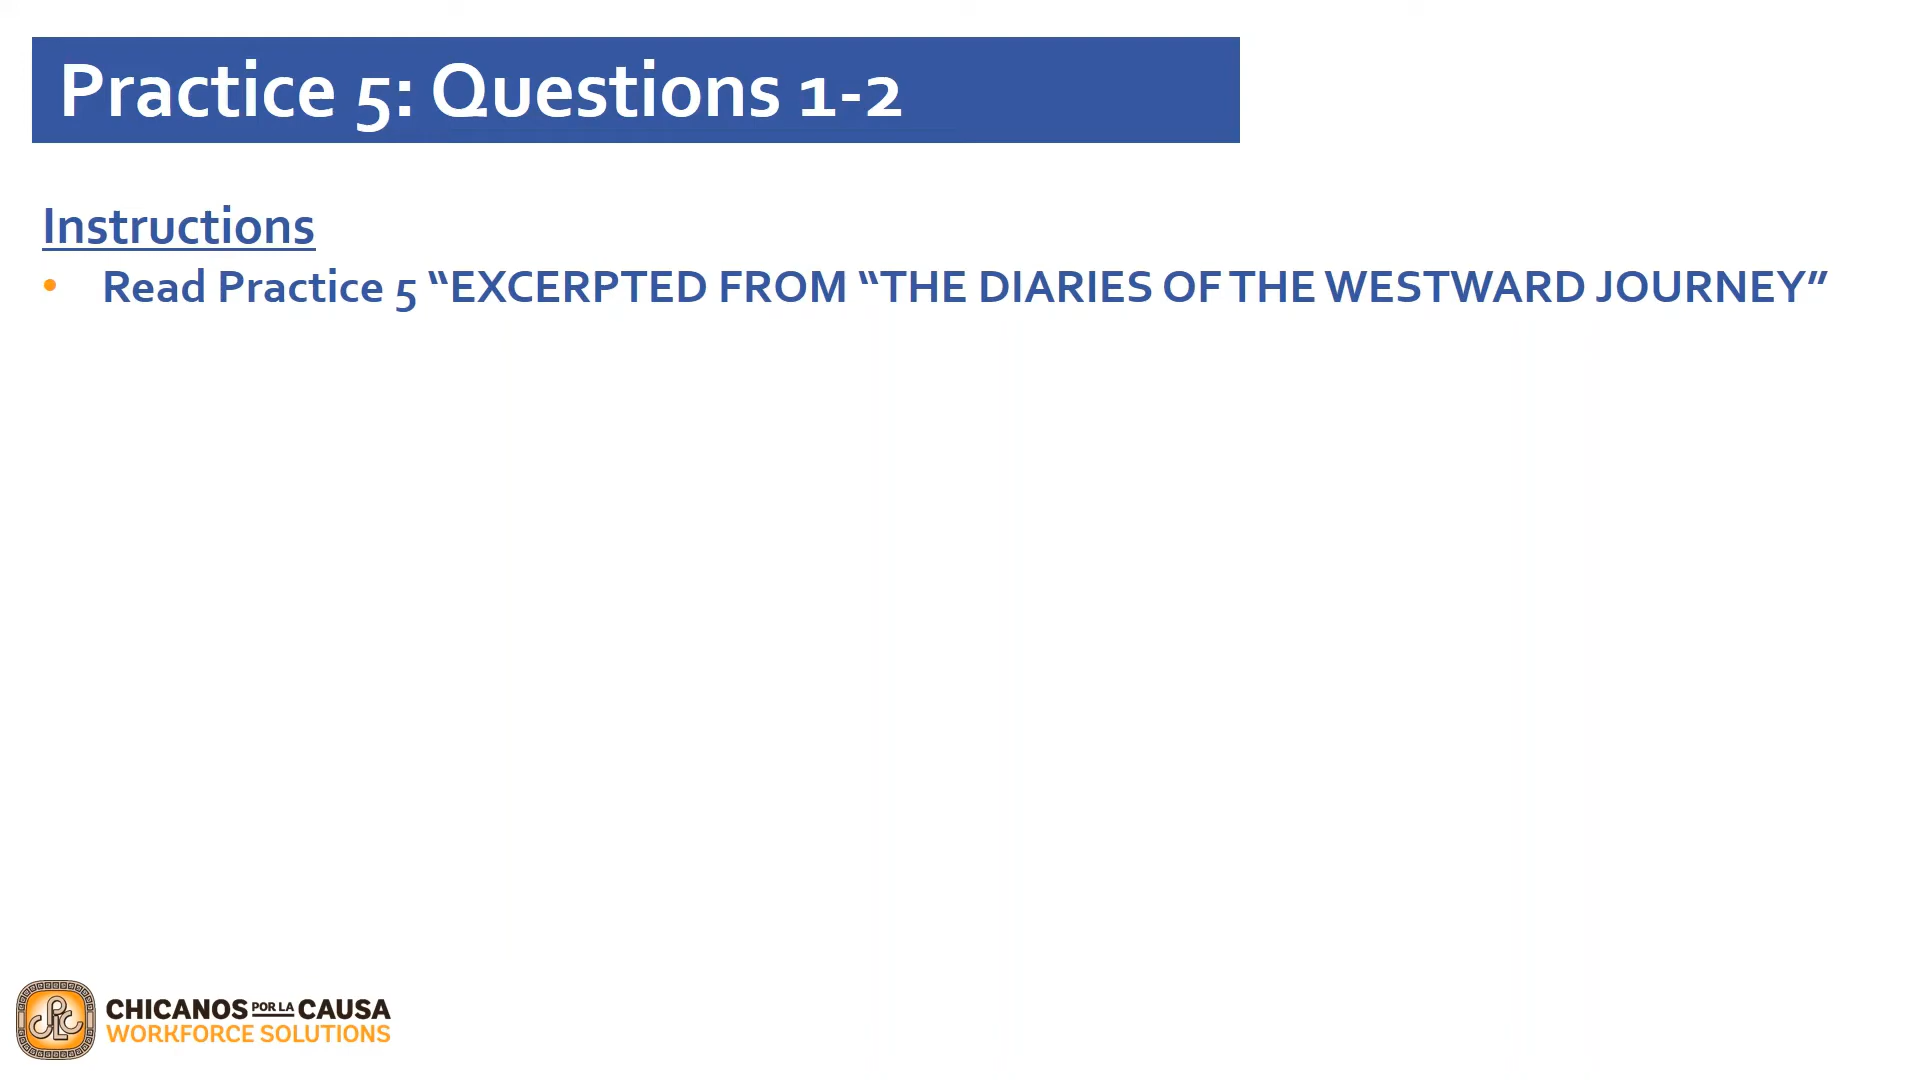 Practice 5: Questions 1-2
Instructions
• Read Practice 5 “EXCERPTED FROM “THE DIARIES OF THE WESTWARD JOURNEY”
CHICANOS POR LA CAUSA
WORKFORCE SOLUTIONS